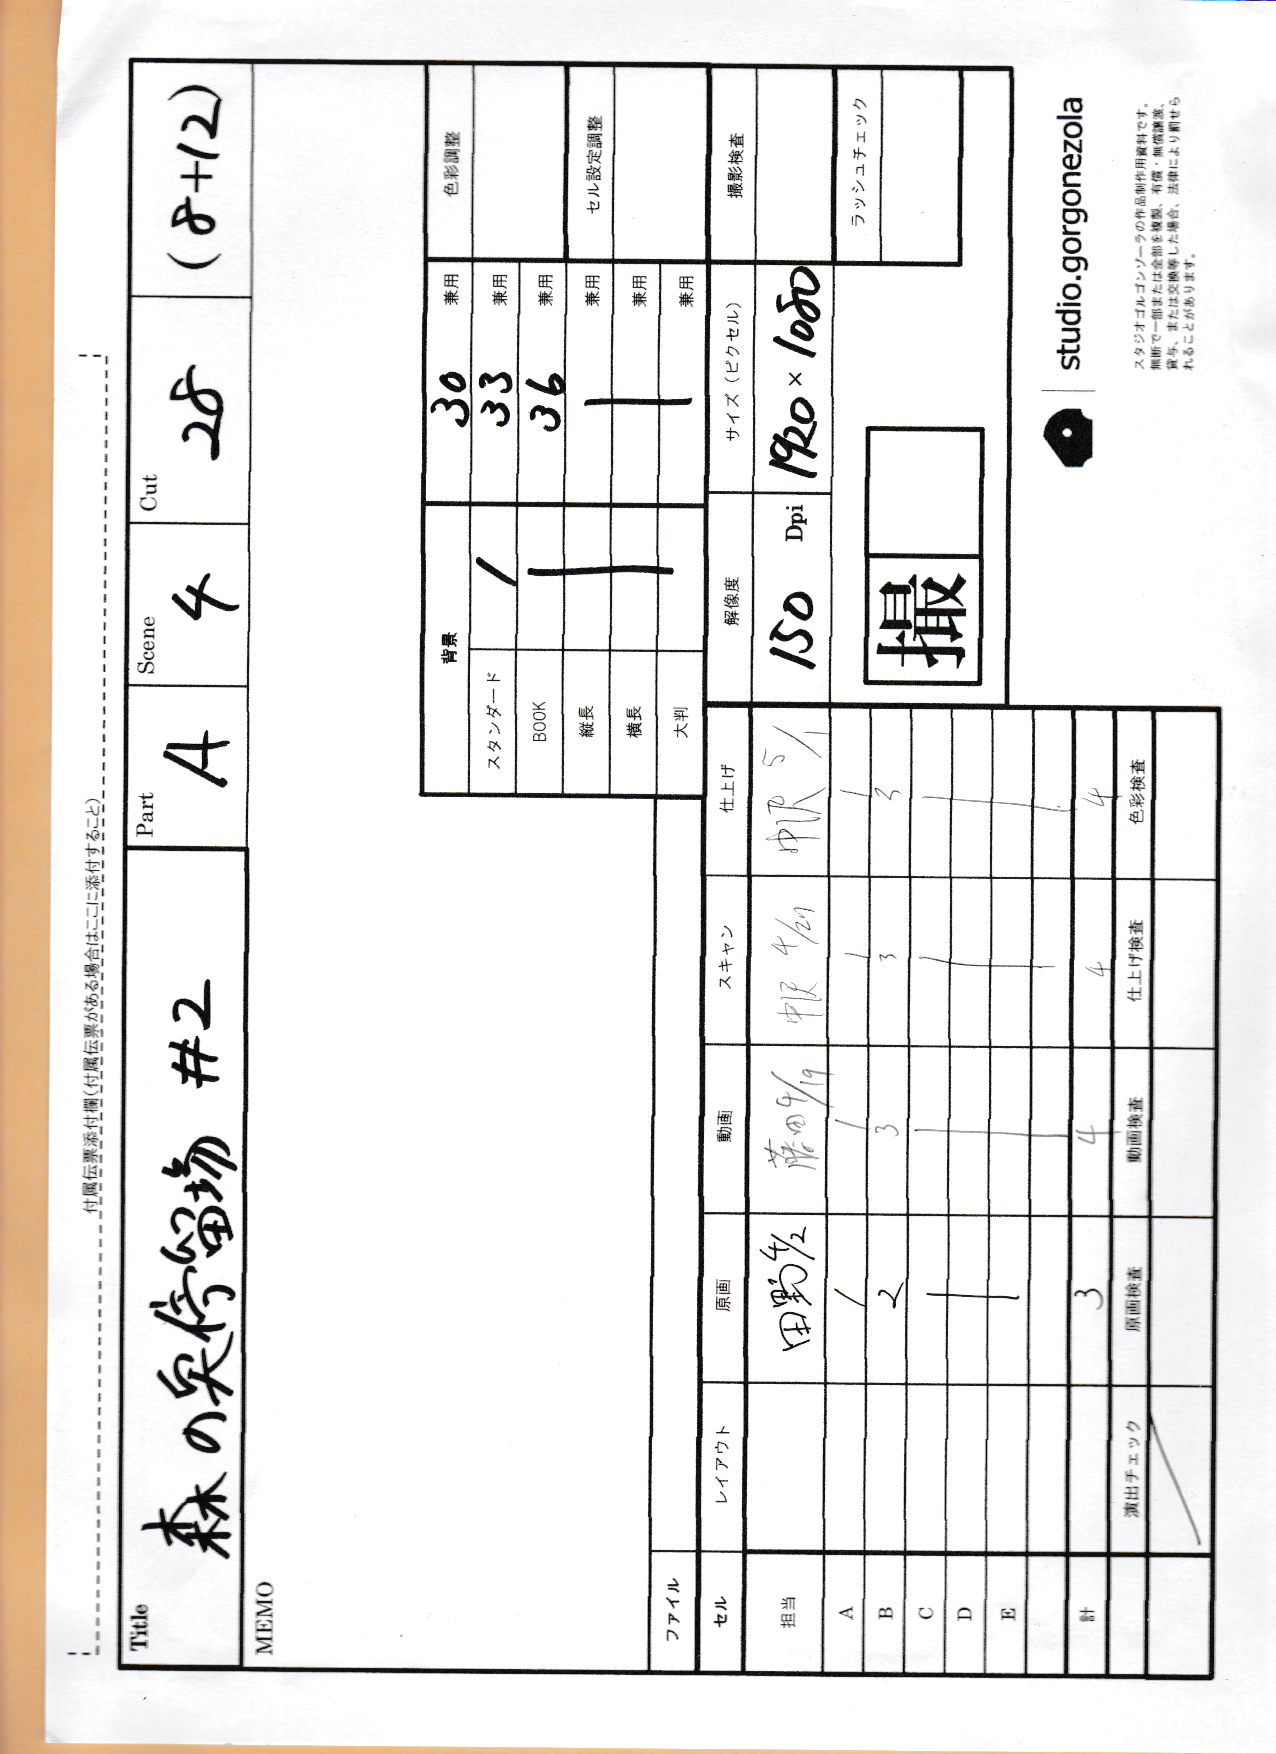 付属伝票添付欄(付属伝票がある場合はここに添付すること)
Title 森の奥停留場 #2
Part A
Scene 4
Cut 28
(8+12)
MEMO
背景 30 兼用 色彩調整
スタンダード 1 33 兼用
BOOK 36 兼用
縦長 兼用 セル設定調整
横長 兼用
大判 兼用
ファイル
解像度 サイズ(ピクセル) 撮影検査
150 Dpi 1920×1080
ラッシュチェック
撮
セル レイアウト 原画 動画 スキャン 仕上げ
担当 田野 4/2 藤田 4/19 中沢 4/27 中沢 5/1
A 1 1 1 1
B 2 3 3 3
C
D
E
計 3 4 4 4
演出チェック 原画検査 動画検査 仕上げ検査 色彩検査
studio.gorgonezola
スタジオゴルゴンゾーラの作品制作用資料です。
無断で一部または全部を複製、有償・無償譲渡、
貸与、または交換等した場合、法律により罰せら
れることがあります。